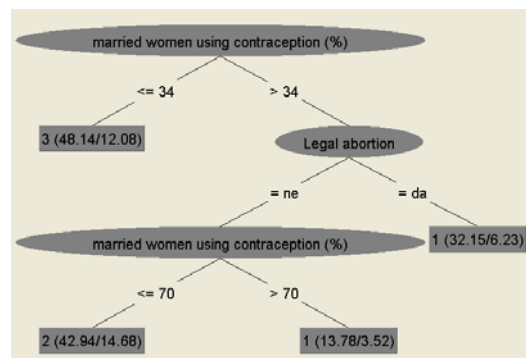 married women using contraception (%)
<= 34
> 34
3 (48.14/12.08)
Legal abortion
= ne
= da
married women using contraception (%)
1 (32.15/6.23)
<= 70
> 70
2 (42.94/14.68)
1 (13.78/3.52)